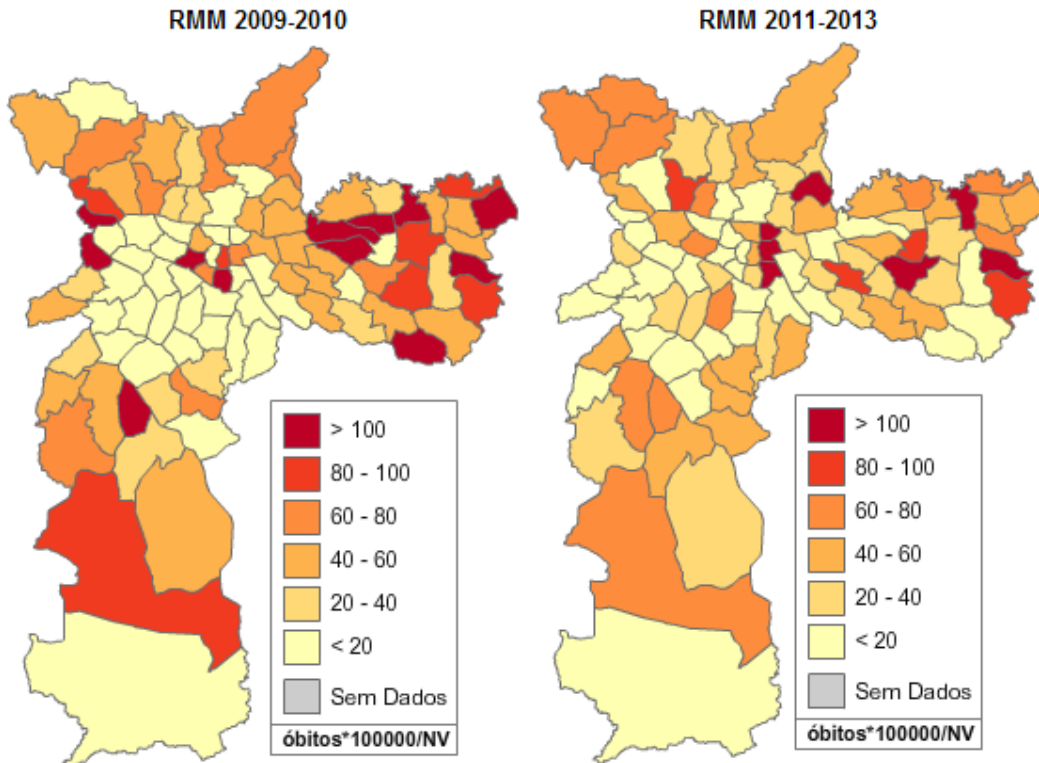 RMM 2009-2010
RMM 2011-2013
> 100
80 - 100
60 - 80
40 - 60
20 - 40
< 20
Sem Dados
óbitos*100000/NV
> 100
80 - 100
60 - 80
40 - 60
20 - 40
< 20
Sem Dados
óbitos*100000/NV